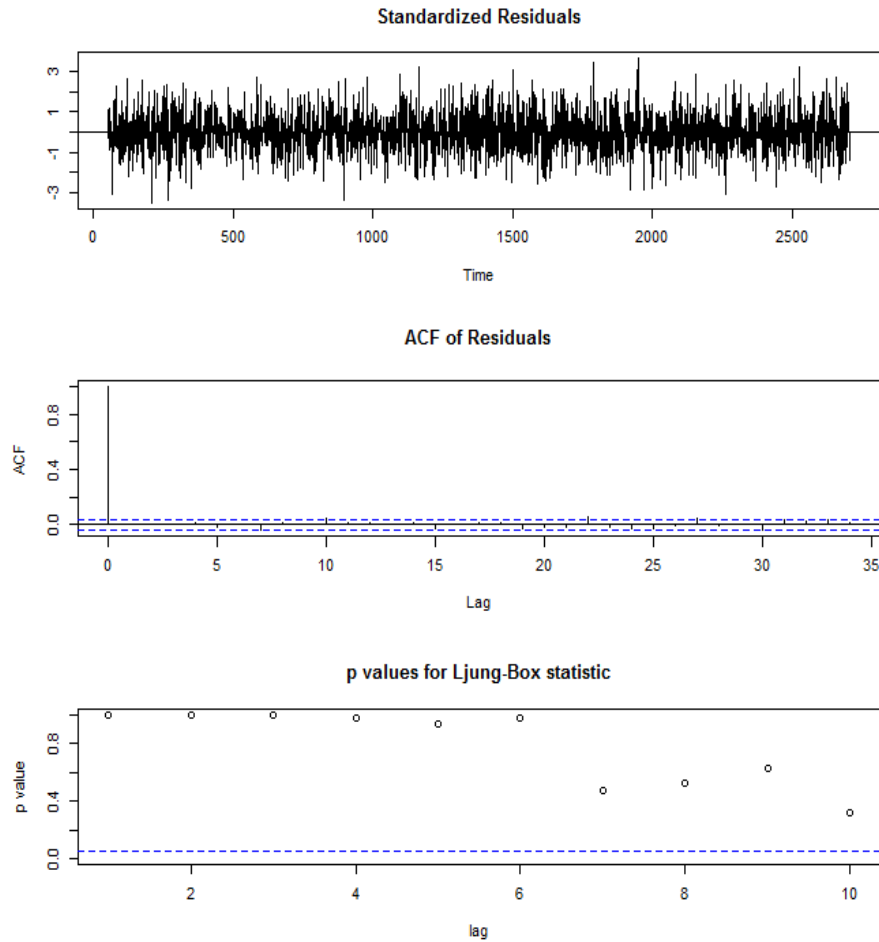 Standardized Residuals
3
1
-1
-3
0 500 1000 1500 2000 2500
Time
ACF of Residuals
0.8
0.4
0.0
ACF
0 5 10 15 20 25 30 35
Lag
p values for Ljung-Box statistic
0.8
0.4
0.0
p value
2 4 6 8 10
lag